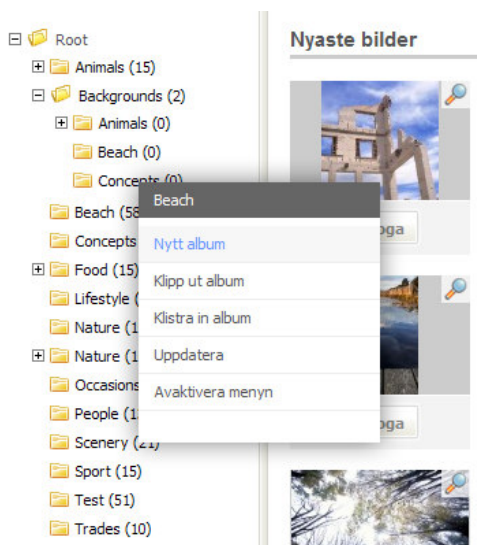 Root
Animals (15)
Backgrounds (2)
Animals (0)
Beach (0)
Concepts (0)
Beach (58
Concepts
Food (15)
Lifestyle (
Nature (1
Nature (1
Occasions
People (1
Scenery (21)
Sport (15)
Test (51)
Trades (10)
Beach
Nytt album
Klipp ut album
Klistra in album
Uppdatera
Avaktivera menyn
Nyaste bilder
oga
oga